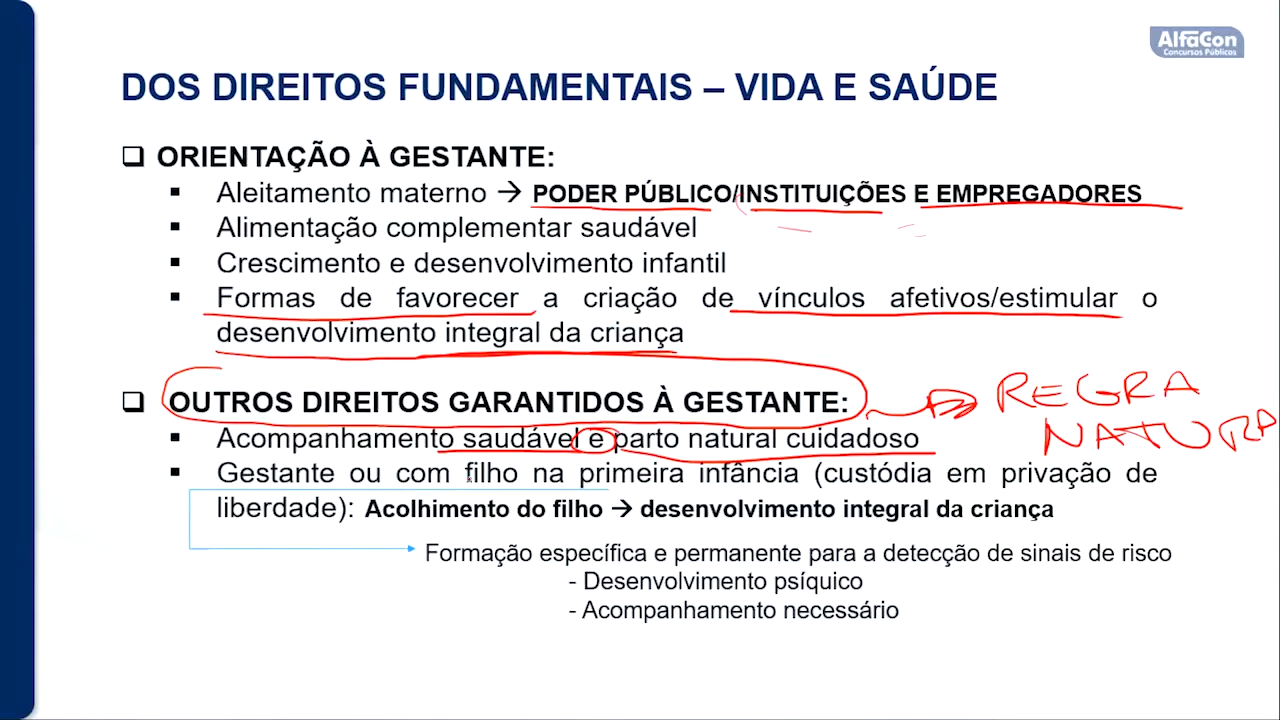 AlfaCon
Concursos Públicos
DOS DIREITOS FUNDAMENTAIS – VIDA E SAÚDE
❑ ORIENTAÇÃO À GESTANTE:
▪ Aleitamento materno → PODER PÚBLICO/INSTITUIÇÕES E EMPREGADORES
▪ Alimentação complementar saudável
▪ Crescimento e desenvolvimento infantil
▪ Formas de favorecer a criação de vínculos afetivos/estimular o
desenvolvimento integral da criança
❑ OUTROS DIREITOS GARANTIDOS À GESTANTE:
REGRA
NATURA
▪ Acompanhamento saudável e parto natural cuidadoso
▪ Gestante ou com filho na primeira infância (custódia em privação de
liberdade): Acolhimento do filho → desenvolvimento integral da criança
Formação específica e permanente para a detecção de sinais de risco
- Desenvolvimento psíquico
- Acompanhamento necessário